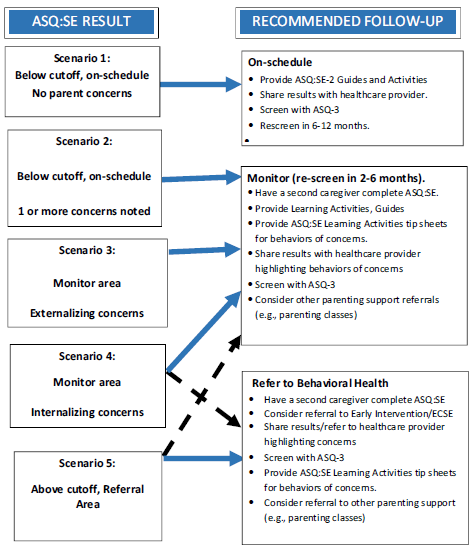 ASQ:SE RESULT
RECOMMENDED FOLLOW-UP
Scenario 1:
Below cutoff, on-schedule
No parent concerns
On-schedule
• Provide ASQ:SE-2 Guides and Activities
• Share results with healthcare provider.
• Screen with ASQ-3
• Rescreen in 6-12 months.
•
Scenario 2:
Below cutoff, on-schedule
1 or more concerns noted
Monitor (re-screen in 2-6 months).
• Have a second caregiver complete ASQ:SE.
• Provide Learning Activities, Guides
• Provide ASQ:SE Learning Activities tip sheets
for behaviors of concerns.
• Share results with healthcare provider
highlighting behaviors of concerns
• Screen with ASQ-3
• Consider other parenting support referrals
(e.g., parenting classes)
Scenario 3:
Monitor area
Externalizing concerns
Scenario 4:
Monitor area
Internalizing concerns
Refer to Behavioral Health
• Have a second caregiver complete ASQ:SE
• Consider referral to Early Intervention/ECSE
• Share results/refer to healthcare provider
highlighting concerns
• Screen with ASQ-3
• Provide ASQ:SE Learning Activities tip sheets
for behaviors of concerns.
• Consider referral to other parenting support
(e.g., parenting classes)
Scenario 5:
Above cutoff, Referral
Area